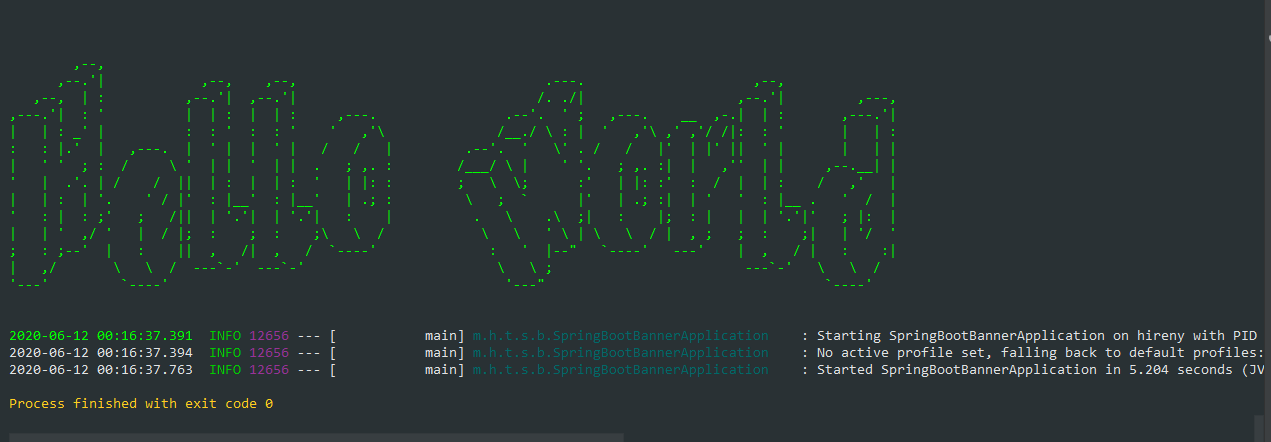 Hello World
2020-06-12 00:16:37.391  INFO 12656 --- [           main] m.h.t.s.b.SpringBootBannerApplication    : Starting SpringBootBannerApplication on hireny with PID
2020-06-12 00:16:37.394  INFO 12656 --- [           main] m.h.t.s.b.SpringBootBannerApplication    : No active profile set, falling back to default profiles:
2020-06-12 00:16:37.763  INFO 12656 --- [           main] m.h.t.s.b.SpringBootBannerApplication    : Started SpringBootBannerApplication in 5.204 seconds (JV
Process finished with exit code 0